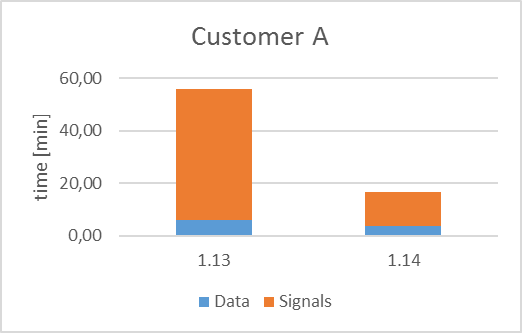 Customer A
time [min]
60,00
40,00
20,00
0,00
1.13 1.14
Data Signals